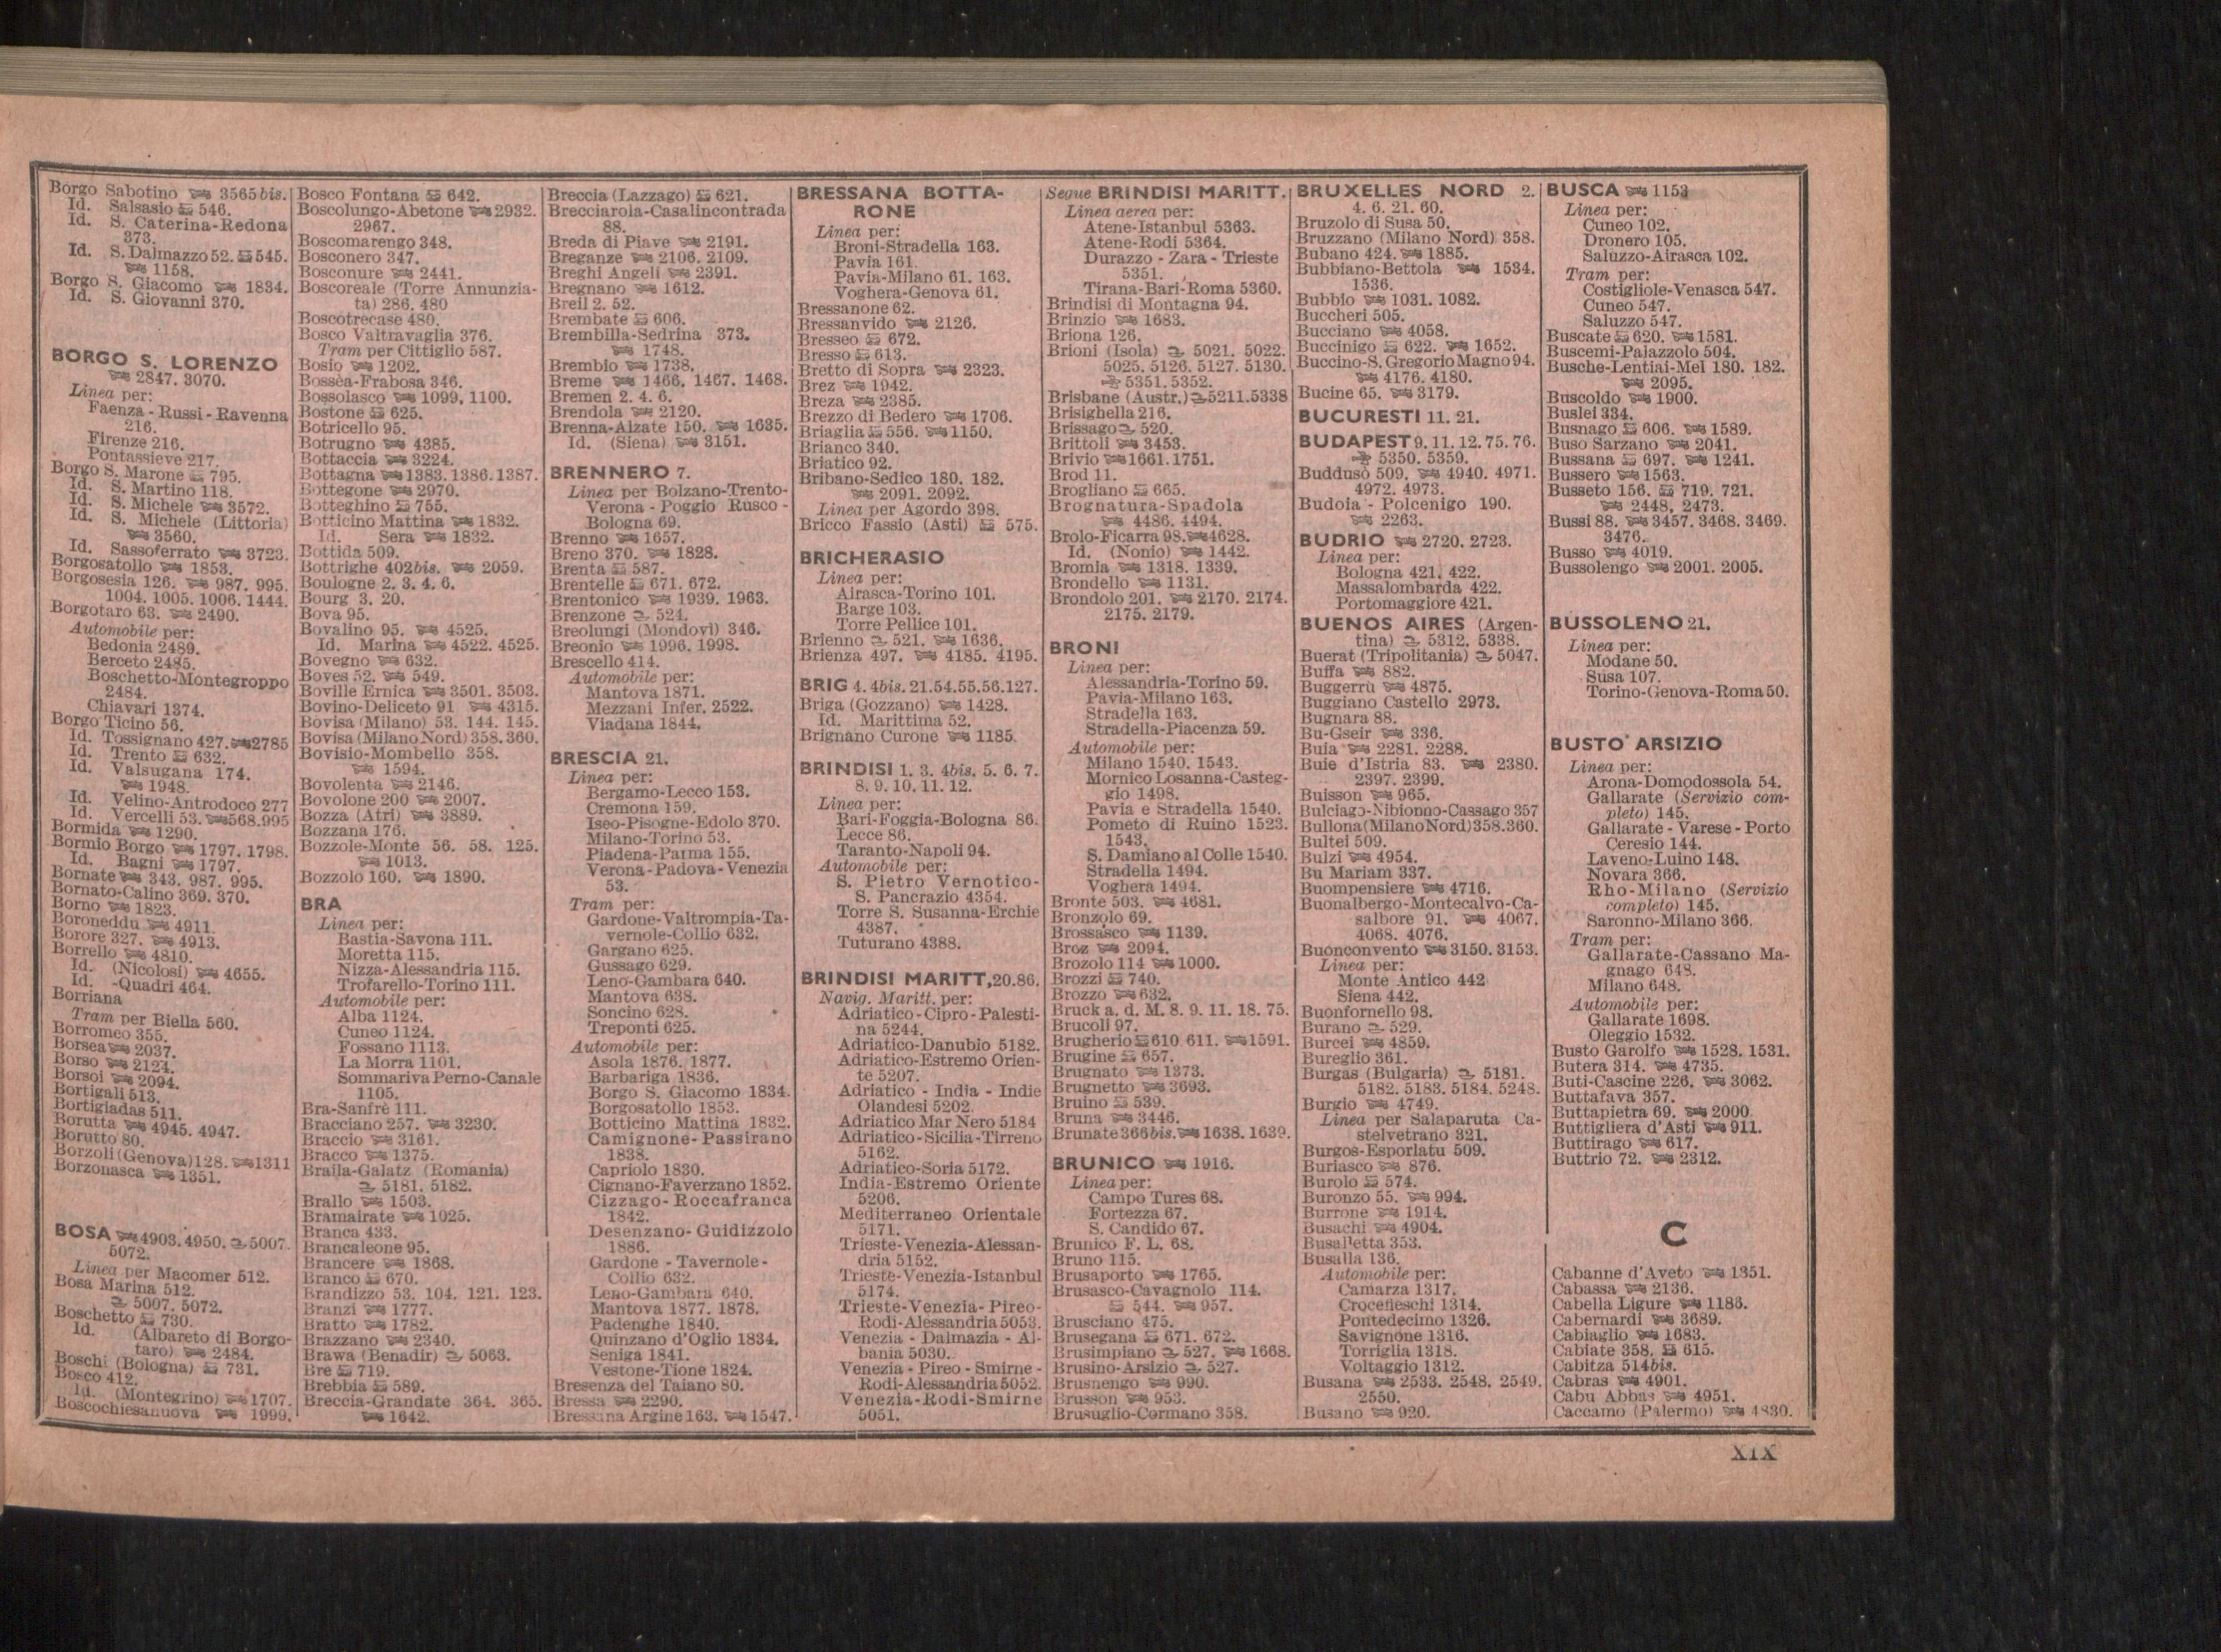 Borgo Sabotino 3565bis.
Id. Salsasio 546.
Id. S. Caterina-Redona
373.
Id. S. Dalmazzo 52. 545.
1158.
Borgo S. Giacomo 1834.
Id. S. Giovanni 370.
BORGO S. LORENZO
2847. 3070.
Linea per:
Faenza - Russi - Ravenna
216.
Firenze 216.
Pontassieve 217.
Borgo S. Marone 795.
Id. S. Martino 118.
Id. S. Michele 3572.
Id. S. Michele (Littoria)
3560.
Id. Sassoferrato 3723.
Borgosatollo 1853.
Borgosesia 126. 987. 995.
1004. 1005. 1006. 1444.
Borgotaro 63. 2490.
Automobile per:
Bedonia 2489.
Berceto 2485.
Boschetto-Montegroppo
2484.
Chiavari 1374.
Borgo Ticino 56.
Id. Tossignano 427. 2785
Id. Trento 632.
Id. Valsugana 174.
1948.
Id. Velino-Antrodoco 277
Id. Vercelli 53. 568.995
Bormida 1290.
Bormio Borgo 1797. 1798.
Id. Bagni 1797.
Bornate 343. 987. 995.
Bornato-Calino 369. 370.
Borno 1823.
Boroneddu 4911.
Borore 327. 4913.
Borrello 4810.
Id. (Nicolosi) 4655.
Id. -Quadri 464.
Borriana
Tram per Biella 560.
Borromeo 355.
Borsea 2037.
Borso 2124.
Borsoi 2094.
Bortigali 513.
Bortigiadas 511.
Borutta 4945. 4947.
Borutto 80.
Borzoli (Genova) 128. 1311
Borzonasca 1351.
BOSA 4903. 4950. 5007.
5072.
Linea per Macomer 512.
Bosa Marina 512.
5007. 5072.
Boschetto 730.
Id. (Albareto di Borgo-
taro) 2484.
Boschi (Bologna) 731.
Bosco 412.
Id. (Montegrino) 1707.
Boscochiesanuova 1999.
Bosco Fontana 642.
Boscolungo-Abetone 2932.
2967.
Boscomarengo 348.
Bosconero 347.
Bosconure 2441.
Boscoreale (Torre Annunzia-
ta) 286. 480
Boscotrecase 480.
Bosco Valtravaglia 376.
Tram per Cittiglio 587.
Bosio 1202.
Bossèa-Frabosa 346.
Bossolasco 1099. 1100.
Bostone 625.
Botricello 95.
Botrugno 4385.
Bottaccia 3224.
Bottagna 1383. 1386. 1387.
Bottegone 2970.
Botteghino 755.
Botticino Mattina 1832.
Id. Sera 1832.
Bottida 509.
Bottrighe 402bis. 2059.
Boulogne 2. 3. 4. 6.
Bourg 3. 20.
Bova 95.
Bovalino 95. 4525.
Id. Marina 4522. 4525.
Bovegno 632.
Boves 52. 549.
Boville Ernica 3501. 3503.
Bovino-Deliceto 91 4315.
Bovisa (Milano) 53. 144. 145.
Bovisa (Milano Nord) 358. 360.
Bovisio-Mombello 358.
1594.
Bovolenta 2146.
Bovolone 200 2007.
Bozza (Atri) 3889.
Bozzana 176.
Bozzole-Monte 56. 58. 125.
1013.
Bozzolo 160. 1890.
BRA
Linea per:
Bastia-Savona 111.
Moretta 115.
Nizza-Alessandria 115.
Trofarello-Torino 111.
Automobile per:
Alba 1124.
Cuneo 1124.
Fossano 1113.
La Morra 1101.
Sommariva Perno-Canale
1105.
Bra-Sanfrè 111.
Bracciano 257. 3230.
Braccio 3161.
Bracco 1375.
Braila-Galatz (Romania)
5181. 5182.
Brallo 1503.
Bramairate 1025.
Branca 433.
Brancaleone 95.
Brancere 1868.
Branco 670.
Brandizzo 53. 104. 121. 123.
Branzi 1777.
Bratto 1782.
Brazzano 2340.
Brawa (Benadir) 5063.
Bre 719.
Brebbia 589.
Breccia-Grandate 364. 365.
1642.
Breccia (Lazzago) 621.
Brecciarola-Casalincontrada
88.
Breda di Piave 2191.
Breganze 2106. 2109.
Breghi Angeli 2391.
Bregnano 1612.
Breil 2. 52.
Brembate 606.
Brembilla-Sedrina 373.
1748.
Brembio 1738.
Breme 1466. 1467. 1468.
Bremen 2. 4. 6.
Brendola 2120.
Brenna-Alzate 150. 1635.
Id. (Siena) 3151.
BRENNERO 7.
Linea per Bolzano-Trento-
Verona - Poggio Rusco -
Bologna 69.
Brenno 1657.
Breno 370. 1828.
Brenta 587.
Brentelle 671. 672.
Brentonico 1939. 1963.
Brenzone 524.
Breolungi (Mondovì) 346.
Breonio 1996. 1998.
Brescello 414.
Automobile per:
Mantova 1871.
Mezzani Infer. 2522.
Viadana 1844.
BRESCIA 21.
Linea per:
Bergamo-Lecco 153.
Cremona 159.
Iseo-Pisogne-Edolo 370.
Milano-Torino 53.
Piadena-Parma 155.
Verona-Padova-Venezia
53.
Tram per:
Gardone-Valtrompia-Ta-
vernole-Collio 632.
Gargano 625.
Gussago 629.
Leno-Gambara 640.
Mantova 638.
Soncino 628.
Treponti 625.
Automobile per:
Asola 1876. 1877.
Barbariga 1836.
Borgo S. Giacomo 1834.
Borgosatollo 1853.
Botticino Mattina 1832.
Camignone-Passirano
1838.
Capriolo 1830.
Cignano-Faverzano 1852.
Cizzago-Roccafranca
1842.
Desenzano-Guidizzolo
1886.
Gardone - Tavernole -
Collio 632.
Leno-Gambara 640.
Mantova 1877. 1878.
Padenghe 1840.
Quinzano d'Oglio 1834.
Seniga 1841.
Vestone-Tione 1824.
Bresenza del Taiano 80.
Bressa 2290.
Bressana Argine 163. 1547.
BRESSANA BOTTA-
RONE
Linea per:
Broni-Stradella 163.
Pavia 161.
Pavia-Milano 61. 163.
Voghera-Genova 61.
Bressanone 62.
Bressanvido 2126.
Bresseo 672.
Bresso 613.
Bretto di Sopra 2323.
Brez 1942.
Breza 2385.
Brezzo di Bedero 1706.
Briaglia 556. 1150.
Brianco 340.
Briatico 92.
Bribano-Sedico 180. 182.
2091. 2092.
Linea per Agordo 398.
Bricco Fassio (Asti) 575.
BRICHERASIO
Linea per:
Airasca-Torino 101.
Barge 103.
Torre Pellice 101.
Brienno 521. 1636.
Brienza 497. 4185. 4195.
BRIG 4. 4bis. 21.54.55.56.127.
Briga (Gozzano) 1428.
Id. Marittima 52.
Brignano Curone 1185.
BRINDISI 1. 3. 4bis. 5. 6. 7.
8. 9. 10. 11. 12.
Linea per:
Bari-Foggia-Bologna 86.
Lecce 86.
Taranto-Napoli 94.
Automobile per:
S. Pietro Vernotico-
S. Pancrazio 4354.
Torre S. Susanna-Erchie
4387.
Tuturano 4388.
BRINDISI MARITT,20.86.
Navig. Maritt. per:
Adriatico-Cipro-Palesti-
na 5244.
Adriatico-Danubio 5182.
Adriatico-Estremo Orien-
te 5207.
Adriatico - India - Indie
Olandesi 5202.
Adriatico Mar Nero 5184
Adriatico-Sicilia-Tirreno
5162.
Adriatico-Soria 5172.
India-Estremo Oriente
5206.
Mediterraneo Orientale
5171.
Trieste-Venezia-Alessan-
dria 5152.
Trieste-Venezia-Istanbul
5174.
Trieste-Venezia-Pireo-
Rodi-Alessandria 5053.
Venezia - Dalmazia - Al-
bania 5030.
Venezia - Pireo - Smirne -
Rodi-Alessandria 5052.
Venezia-Rodi-Smirne
5051.
Segue BRINDISI MARITT.
Linea aerea per:
Atene-Istanbul 5363.
Atene-Rodi 5364.
Durazzo - Zara - Trieste
5351.
Tirana-Bari-Roma 5360.
Brindisi di Montagna 94.
Brinzio 1683.
Briona 126.
Brioni (Isola) 5021. 5022.
5025. 5126. 5127. 5130.
5351. 5352.
Brisbane (Austr.) 5211.5338
Brisighella 216.
Brissago 520.
Brittoli 3453.
Brivio 1661.1751.
Brod 11.
Brogliano 665.
Brognatura-Spadola
4486. 4494.
Brolo-Ficarra 98. 4628.
Id. (Nonio) 1442.
Bromia 1318. 1339.
Brondello 1131.
Brondolo 201. 2170. 2174.
2175. 2179.
BRONI
Linea per:
Alessandria-Torino 59.
Pavia-Milano 163.
Stradella 163.
Stradella-Piacenza 59.
Automobile per:
Milano 1540. 1543.
Mornico Losanna-Casteg-
gio 1498.
Pavia e Stradella 1540.
Pometo di Ruino 1523.
1543.
S. Damiano al Colle 1540.
Stradella 1494.
Voghera 1494.
Bronte 503. 4681.
Bronzolo 69.
Brossasco 1139.
Broz 2094.
Brozolo 114 1000.
Brozzi 740.
Brozzo 632.
Bruck a. d. M. 8. 9. 11. 18. 75.
Brucoli 97.
Brugherio 610 611. 1591.
Brugine 657.
Brugnato 1373.
Brugnetto 3693.
Bruino 539.
Bruna 3446.
Brunate 366bis. 1638. 1639.
BRUNICO 1916.
Linea per:
Campo Tures 68.
Fortezza 67.
S. Candido 67.
Brunico F. L. 68.
Bruno 115.
Brusaporto 1765.
Brusasco-Cavagnolo 114.
544. 957.
Brusciano 475.
Brusegana 671. 672.
Brusimpiano 527. 1668.
Brusino-Arsizio 527.
Brusnengo 990.
Brusson 953.
Brusuglio-Cormano 358.
BRUXELLES NORD 2.
4. 6. 21. 60.
Bruzolo di Susa 50.
Bruzzano (Milano Nord) 358.
Bubano 424. 1885.
Bubbiano-Bettola 1534.
1536.
Bubbio 1031. 1082.
Buccheri 505.
Bucciano 4058.
Buccinigo 622. 1652.
Buccino-S. Gregorio Magno 94.
4176. 4180.
Bucine 65. 3179.
BUCURESTI 11. 21.
BUDAPEST 9. 11. 12. 75. 76.
5350. 5359.
Buddusò 509. 4940. 4971.
4972. 4973.
Budoia - Polcenigo 190.
2263.
BUDRIO 2720. 2723.
Linea per:
Bologna 421. 422.
Massalombarda 422.
Portomaggiore 421.
BUENOS AIRES (Argen-
tina) 5312. 5338.
Buerat (Tripolitania) 5047.
Buffa 882.
Buggerru 4875.
Buggiano Castello 2973.
Bugnara 88.
Bu-Gseir 336.
Buia 2281. 2288.
Buie d'Istria 83. 2380.
2397. 2399.
Buisson 965.
Bulciago-Nibionno-Cassago 357
Bullona (Milano Nord) 358.360.
Bultei 509.
Bulzi 4954.
Bu Mariam 337.
Buompensiere 4716.
Buonalbergo-Montecalvo-Ca-
salbore 91. 4067.
4068. 4076.
Buonconvento 3150. 3153.
Linea per:
Monte Antico 442
Siena 442.
Buonfornello 98.
Burano 529.
Burcei 4859.
Bureglio 361.
Burgas (Bulgaria) 5181.
5182. 5183. 5184. 5248.
Burgio 4749.
Linea per Salaparuta Ca-
stelvetrano 321.
Burgos-Esporlatu 509.
Buriasco 876.
Burolo 574.
Buronzo 55. 994.
Burrone 1914.
Busachi 4904.
Busalletta 353.
Busalla 136.
Automobile per:
Camarza 1317.
Crocefieschi 1314.
Pontedecimo 1326.
Savignone 1316.
Torriglia 1318.
Voltaggio 1312.
Busana 2533. 2548. 2549.
2550.
Busano 920.
BUSCA 1153
Linea per:
Cuneo 102.
Dronero 105.
Saluzzo-Airasca 102.
Tram per:
Costigliole-Venasca 547.
Cuneo 547.
Saluzzo 547.
Buscate 620. 1581.
Buscemi-Palazzolo 504.
Busche-Lentiai-Mel 180. 182.
2095.
Buscoldo 1900.
Buslei 334.
Busnago 606. 1589.
Buso Sarzano 2041.
Bussana 697. 1241.
Bussero 1563.
Busseto 156. 719. 721.
2448. 2473.
Bussi 88. 3457. 3468. 3469.
3476.
Busso 4019.
Bussolengo 2001. 2005.
BUSSOLENO 21.
Linea per:
Modane 50.
Susa 107.
Torino-Genova-Roma 50.
BUSTO ARSIZIO
Linea per:
Arona-Domodossola 54.
Gallarate (Servizio com-
pleto) 145.
Gallarate - Varese - Porto
Ceresio 144.
Laveno-Luino 148.
Novara 366.
Rho-Milano (Servizio
completo) 145.
Saronno-Milano 366.
Tram per:
Gallarate-Cassano Ma-
gnago 648.
Milano 648.
Automobile per:
Gallarate 1698.
Oleggio 1532.
Busto Garolfo 1528. 1531.
Butera 314. 4735.
Buti-Cascine 226. 3062.
Buttafava 357.
Buttapietra 69. 2000.
Buttigliera d'Asti 911.
Buttirago 617.
Buttrio 72. 2312.
C
Cabanne d'Aveto 1351.
Cabassa 2136.
Cabella Ligure 1186.
Cabernardi 3689.
Cabiaglio 1683.
Cabiate 358. 615.
Cabitza 514bis.
Cabras 4901.
Cabu Abbas 4951.
Caccamo (Palermo) 4830.
XIX